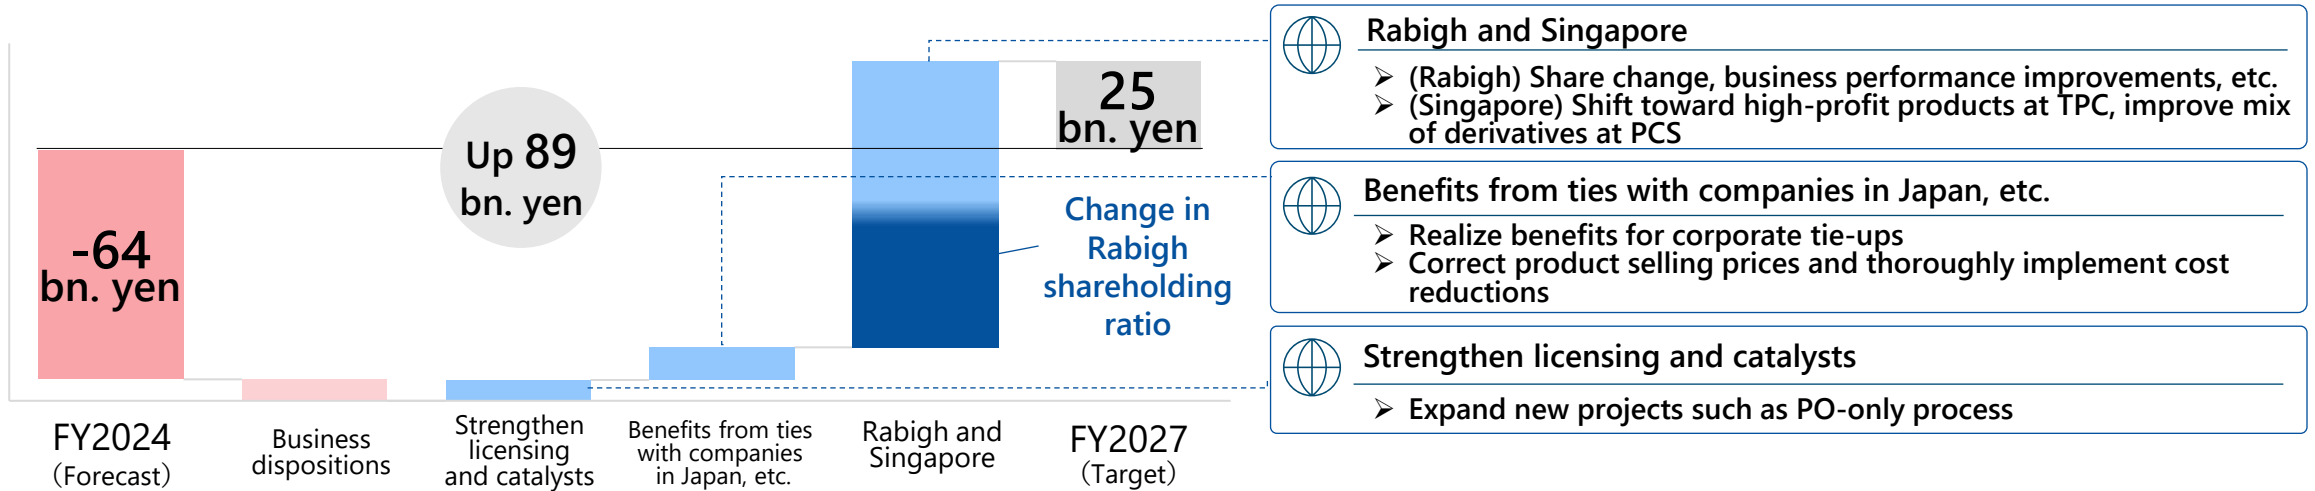 -64
bn. yen
Up 89
bn. yen
Change in
Rabigh
shareholding
ratio
25
bn. yen
FY2024
（Forecast）
Business
dispositions
Strengthen
licensing
and catalysts
Benefits from ties
with companies
in Japan, etc.
Rabigh and
Singapore
FY2027
（Target）
Rabigh and Singapore
➢ (Rabigh) Share change, business performance improvements, etc.
➢ (Singapore) Shift toward high-profit products at TPC, improve mix
of derivatives at PCS
Benefits from ties with companies in Japan, etc.
➢ Realize benefits for corporate tie-ups
➢ Correct product selling prices and thoroughly implement cost
reductions
Strengthen licensing and catalysts
➢ Expand new projects such as PO-only process